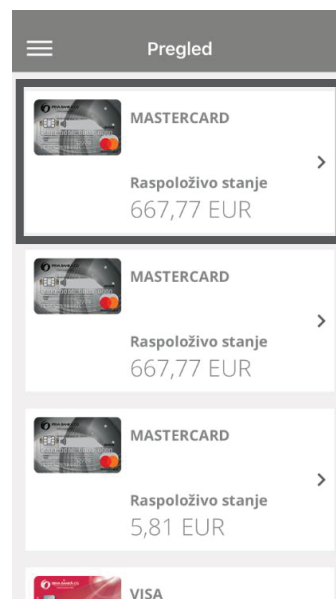 Pregled
MASTERCARD
Raspoloživo stanje
667,77 EUR
MASTERCARD
Raspoloživo stanje
667,77 EUR
MASTERCARD
Raspoloživo stanje
5,81 EUR
VISA